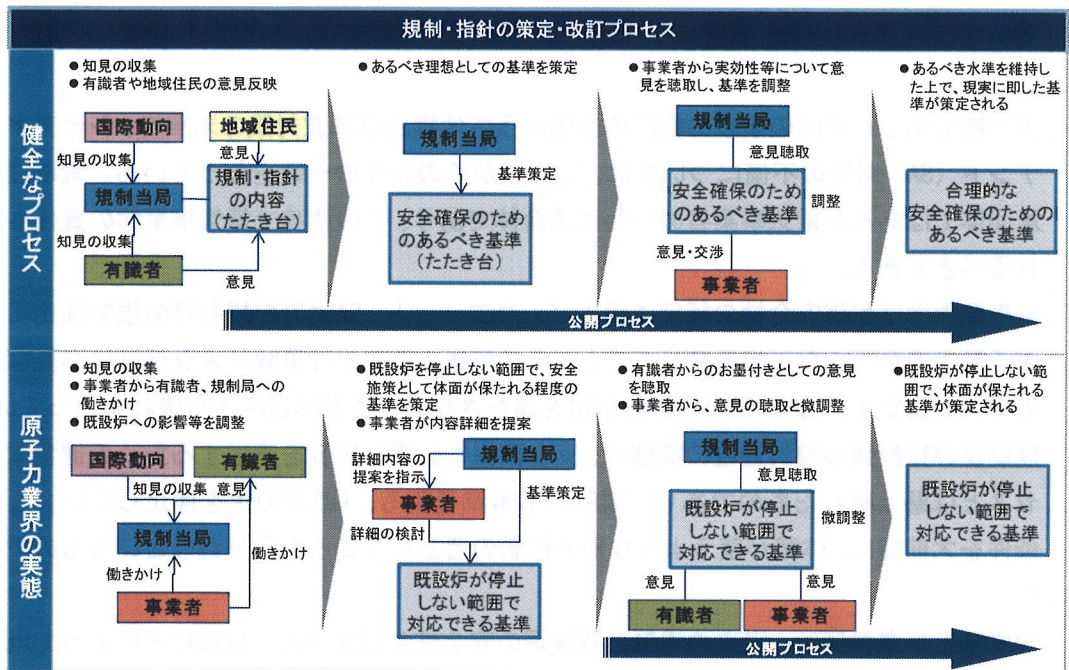 規制・指針の策定・改訂プロセス
健全なプロセス
● 知見の収集
● 有識者や地域住民の意見反映
国際動向
地域住民
知見の収集
意見
規制当局
規制・指針
の内容
(たたき台)
知見の収集
有識者
意見
● あるべき理想としての基準を策定
規制当局
基準策定
安全確保のため
のあるべき基準
(たたき台)
● 事業者から実効性等について意
見を聴取し、基準を調整
規制当局
意見聴取
安全確保のための
あるべき基準
調整
意見・交渉
事業者
● あるべき水準を維持し
た上で、現実に即した基
準が策定される
合理的な
安全確保のための
あるべき基準
公開プロセス
原子力業界の実態
● 知見の収集
● 事業者から有識者、規制局への
働きかけ
● 既設炉への影響等を調整
国際動向
有識者
知見の収集
意見
規制当局
働きかけ
働きかけ
事業者
● 既設炉を停止しない範囲で、安全
施策として体面が保たれる程度の
基準を策定
● 事業者が内容詳細を提案
詳細内容の
提案を指示
規制当局
事業者
基準策定
詳細の検討
既設炉が停止
しない範囲で
対応できる基準
● 有識者からのお墨付きとしての意見
を聴取
● 事業者から、意見の聴取と微調整
規制当局
意見聴取
既設炉が停止
しない範囲で
対応できる基準
微調整
意見
意見
有識者
事業者
● 既設炉が停止しない範
囲で、体面が保たれる
基準が策定される
既設炉が停止
しない範囲で
対応できる基準
公開プロセス